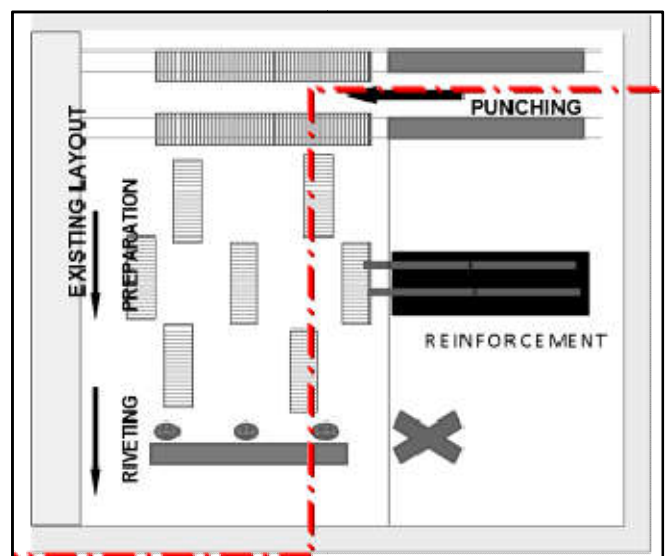 PUNCHING
EXISTING LAYOUT
PREPARATION
REINFORCEMENT
RIVETING